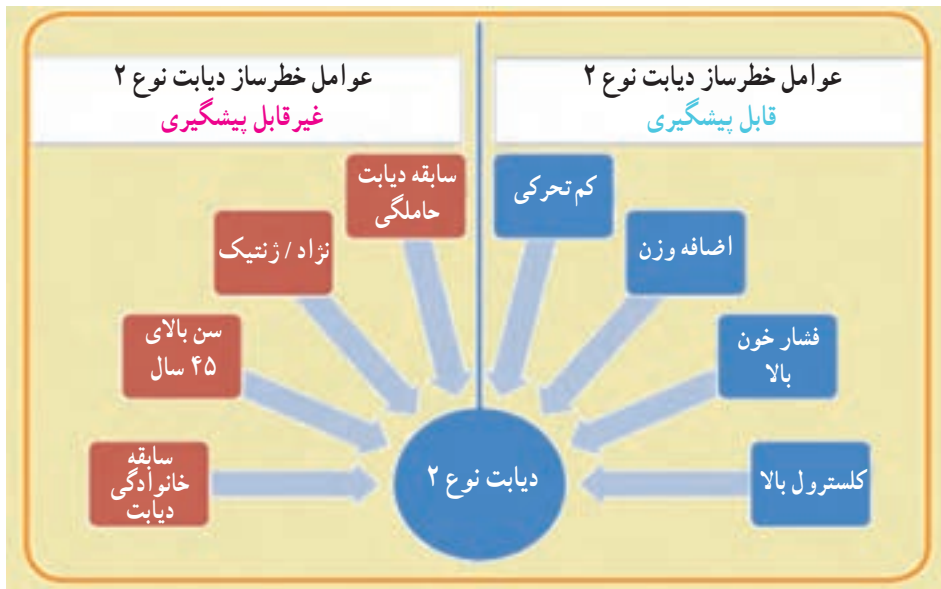 عوامل خطرساز دیابت نوع ۲
قابل پیشگیری
عوامل خطرساز دیابت نوع ۲
غیرقابل پیشگیری
کم تحرکی
اضافه وزن
فشار خون
بالا
کلسترول بالا
سابقه دیابت
حاملگی
نژاد / ژنتیک
سن بالای
۴۵ سال
سابقه
خانوادگی
دیابت
دیابت نوع ۲